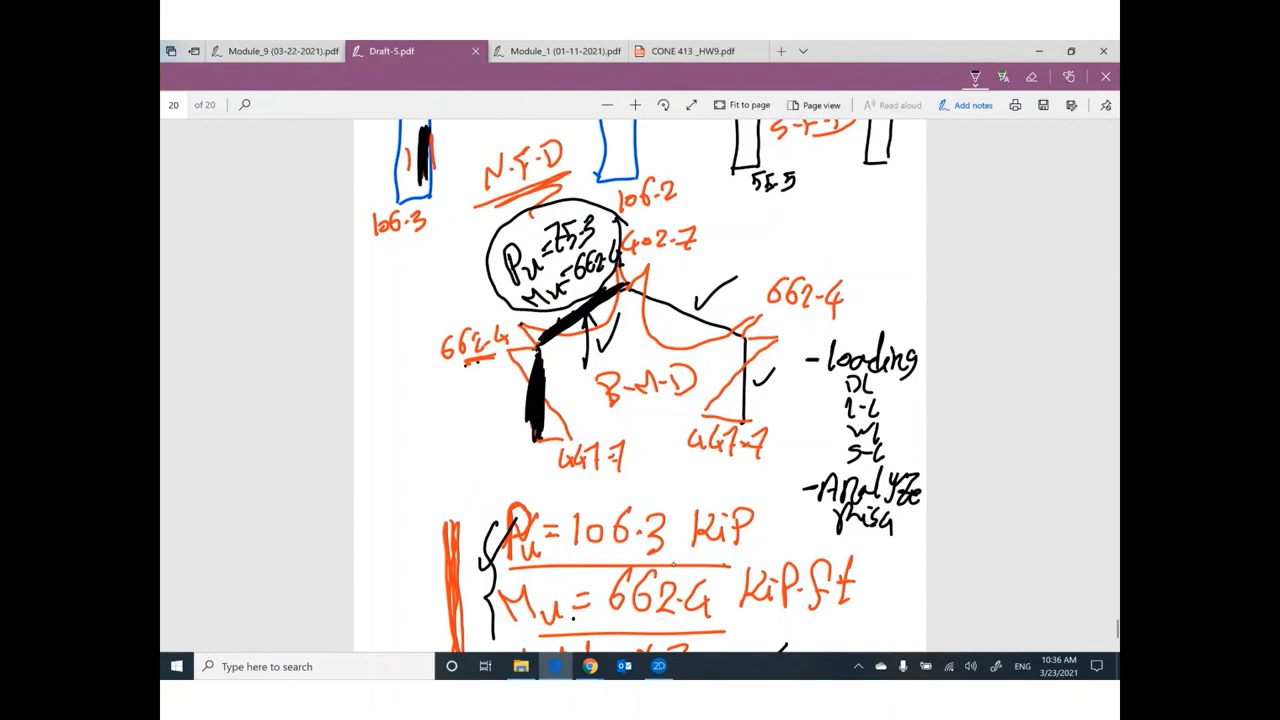 Module_9 (03-22-2021).pdf
Draft-5.pdf
Module_1 (01-11-2021).pdf
CONE 413 _HW9.pdf
20 of 20
Fit to page
Page view
Read aloud
Add notes
S-F-D
55.5
N.F.D
106.3
106.2
Pu=75.3
Mu=662.4
402.7
662.4
662-4
B-M-D
447.7
447.7
- loading
DL
L-L
WL
S-L
- Analyze
Risa
Pu= 106.3 KiP
Mu= 662.4 KiP.ft
Type here to search
ENG
10:36 AM
3/23/2021